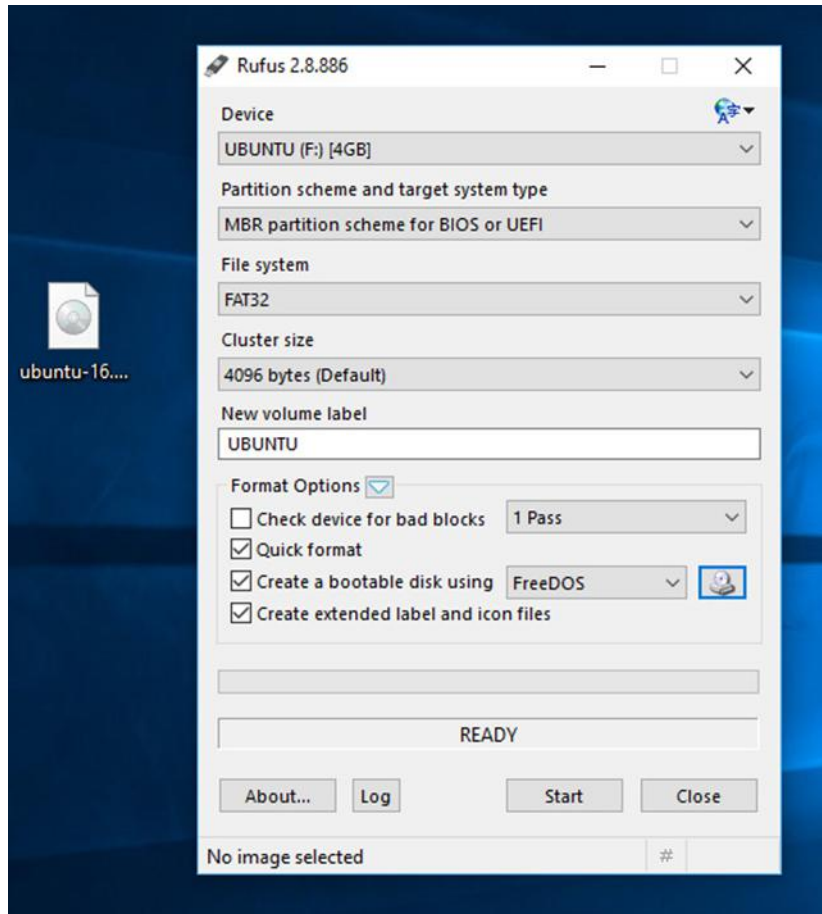 Rufus 2.8.886
Device
UBUNTU (F:) [4GB]
Partition scheme and target system type
MBR partition scheme for BIOS or UEFI
File system
FAT32
Cluster size
4096 bytes (Default)
New volume label
UBUNTU
Format Options
Check device for bad blocks 1 Pass
Quick format
Create a bootable disk using FreeDOS
Create extended label and icon files
READY
About... Log Start Close
No image selected #
ubuntu-16....